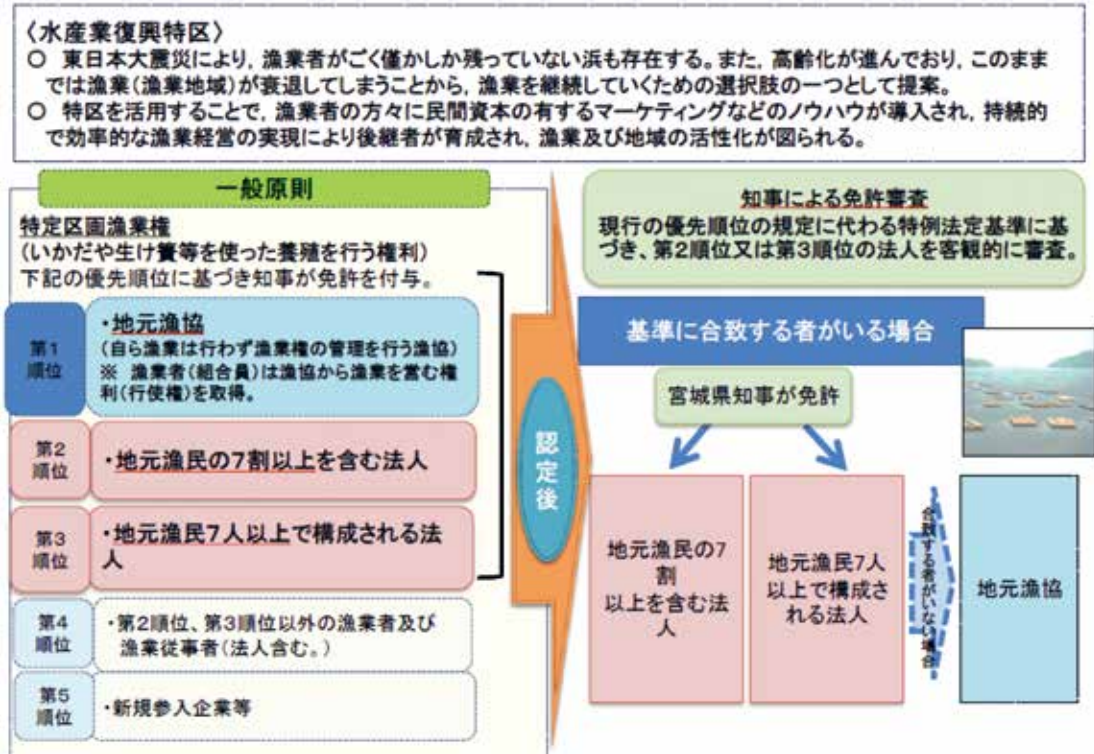 〈水産業復興特区〉
○　東日本大震災により，漁業者がごく僅かしか残っていない浜も存在する。また，高齢化が進んでおり，このまま
では漁業（漁業地域）が衰退してしまうことから，漁業を継続していくための選択肢の一つとして提案。
○　特区を活用することで，漁業者の方々に民間資本の有するマーケティングなどのノウハウが導入され，持続的
で効率的な漁業経営の実現により後継者が育成され，漁業及び地域の活性化が図られる。
一般原則
特定区画漁業権
（いかだや生け簀等を使った養殖を行う権利）
下記の優先順位に基づき知事が免許を付与。
第1
順位
・地元漁協
（自ら漁業は行わず漁業権の管理を行う漁協）
※　漁業者（組合員）は漁協から漁業を営む権
利（行使権）を取得。
第2
順位
・地元漁民の7割以上を含む法人
第3
順位
・地元漁民7人以上で構成される法
人
第4
順位
・第2順位、第3順位以外の漁業者及び
漁業従事者（法人含む。）
第5
順位
・新規参入企業等
認定後
知事による免許審査
現行の優先順位の規定に代わる特例法定基準に基
づき、第2順位又は第3順位の法人を客観的に審査。
基準に合致する者がいる場合
宮城県知事が免許
地元漁民の7
割
以上を含む法
人
地元漁民7人
以上で構成さ
れる法人
合致する者がいない場合
地元漁協